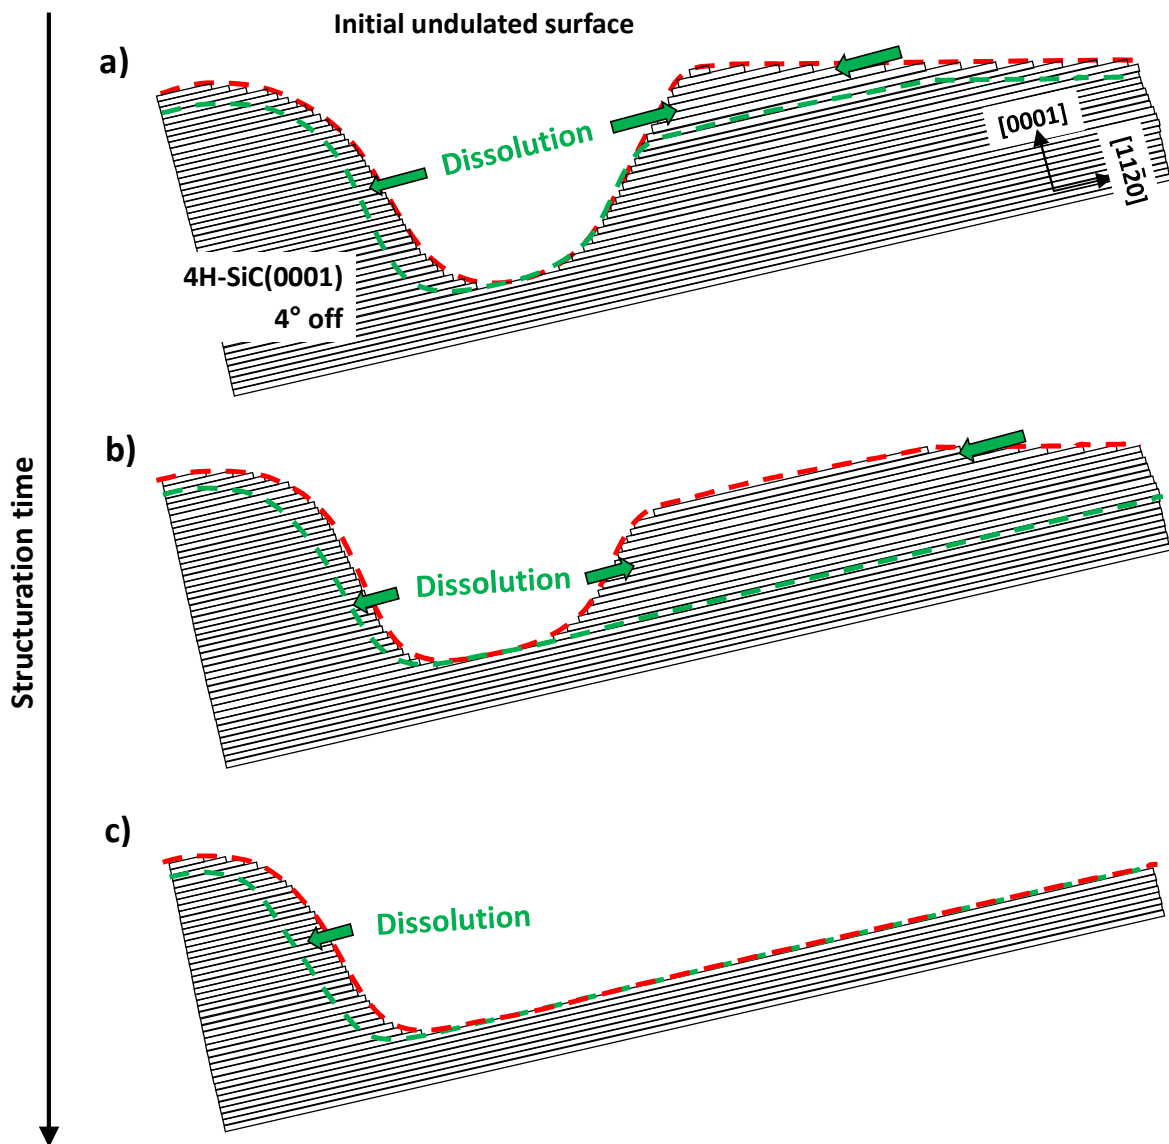 Initial undulated surface
a)
Dissolution
[0001]
[112̄0]
4H-SiC(0001)
4° off
b)
Dissolution
Structuration time
c)
Dissolution